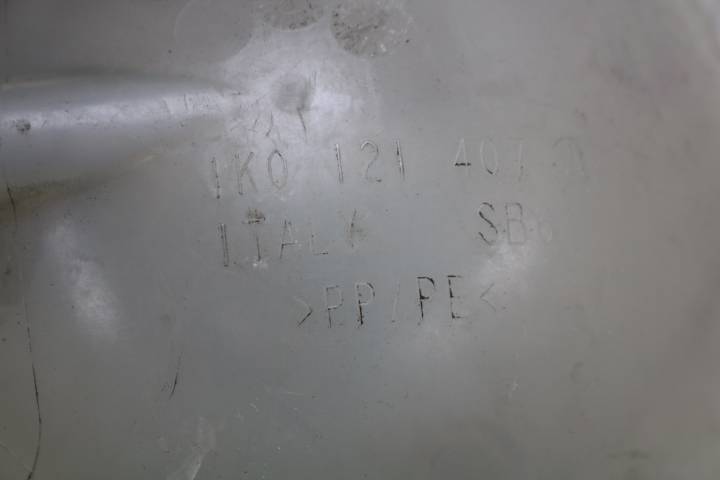 1K0 121 407 A
ITALY SB
>PP/PE<